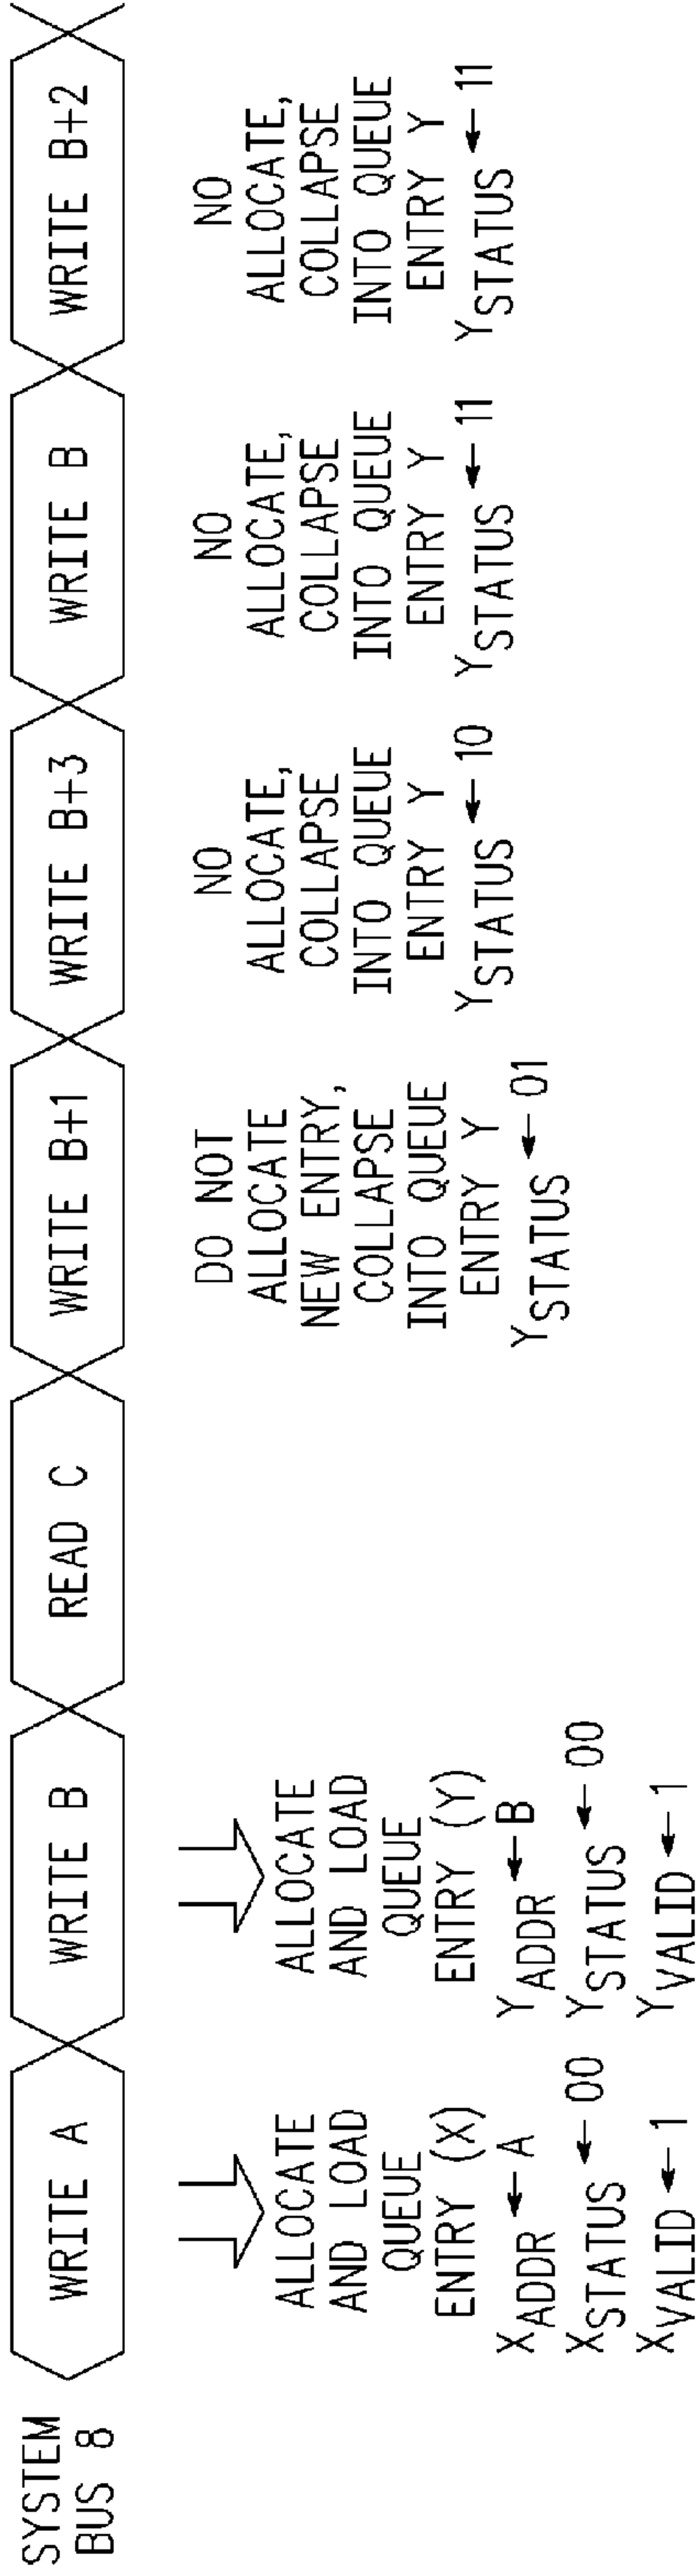 SYSTEM
BUS 8
WRITE A
WRITE B
READ C
WRITE B+1
WRITE B+3
WRITE B
WRITE B+2
ALLOCATE
AND LOAD
QUEUE
ENTRY (X)
XADDR ← A
XSTATUS ← 00
XVALID ← 1
ALLOCATE
AND LOAD
QUEUE
ENTRY (Y)
YADDR ← B
YSTATUS ← 00
YVALID ← 1
DO NOT
ALLOCATE
NEW ENTRY,
COLLAPSE
INTO QUEUE
ENTRY Y
YSTATUS ← 01
NO
ALLOCATE,
COLLAPSE
INTO QUEUE
ENTRY Y
YSTATUS ← 10
NO
ALLOCATE,
COLLAPSE
INTO QUEUE
ENTRY Y
YSTATUS ← 11
NO
ALLOCATE,
COLLAPSE
INTO QUEUE
ENTRY Y
YSTATUS ← 11